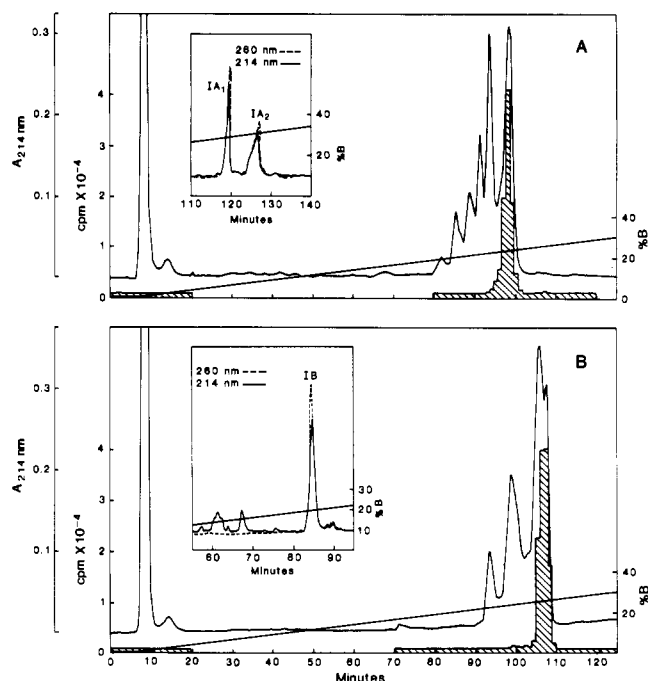 A
0.3
0.2
0.1
A214 nm
cpm X 10⁻⁴
4
3
2
1
0
40
20
0
%B
260 nm
214 nm
IA₁
IA₂
40
20
%B
110 120 130 140
Minutes
B
0.3
0.2
0.1
A214 nm
cpm X 10⁻⁴
4
3
2
1
0
40
20
%B
260 nm
214 nm
IB
30
20
10
%B
60 70 80 90
Minutes
0 10 20 30 40 50 60 70 80 90 100 110 120
Minutes